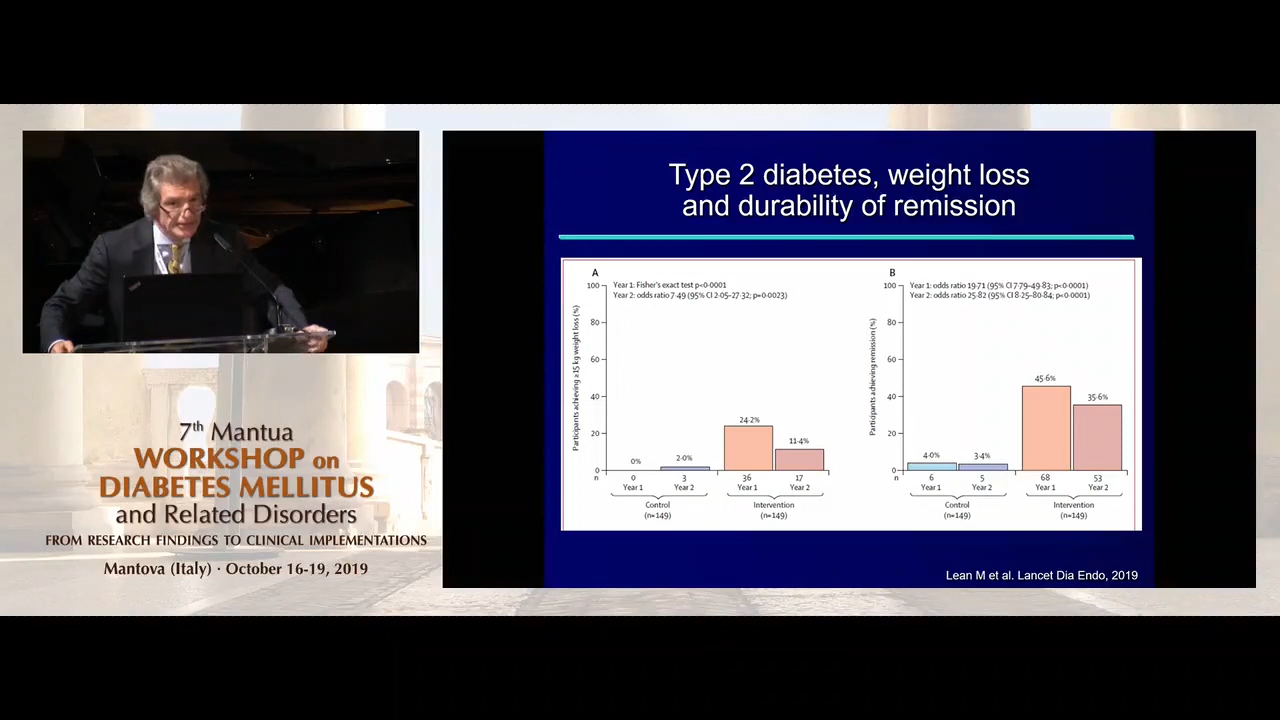 7th Mantua
WORKSHOP on
DIABETES MELLITUS
and Related Disorders
FROM RESEARCH FINDINGS TO CLINICAL IMPLEMENTATIONS
Mantova (Italy) · October 16-19, 2019
Type 2 diabetes, weight loss
and durability of remission
A
Year 1: Fisher's exact test p<0·0001
Year 2: odds ratio 7·49 (95% CI 2·05–27·32; p=0·0023)
Participants achieving ≥15 kg weight loss (%)
100
80
60
40
20
0
0%
2·0%
24·2%
11·4%
n
0
3
36
17
Year 1
Year 2
Year 1
Year 2
Control
(n=149)
Intervention
(n=149)
B
Year 1: odds ratio 19·71 (95% CI 7·79–49·83; p<0·0001)
Year 2: odds ratio 25·82 (95% CI 8·25–80·84; p<0·0001)
Participants achieving remission (%)
100
80
60
40
20
0
4·0%
3·4%
45·6%
35·6%
n
6
5
68
53
Year 1
Year 2
Year 1
Year 2
Control
(n=149)
Intervention
(n=149)
Lean M et al. Lancet Dia Endo, 2019